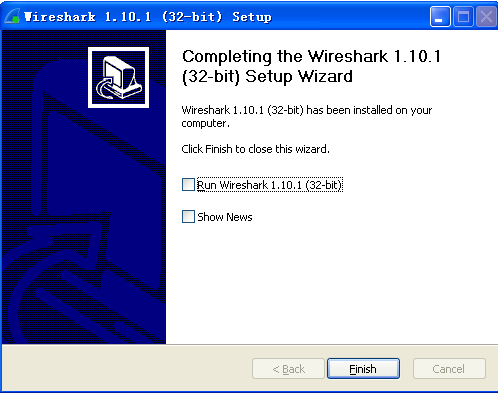 Wireshark 1.10.1 (32-bit) Setup
Completing the Wireshark 1.10.1
(32-bit) Setup Wizard
Wireshark 1.10.1 (32-bit) has been installed on your
computer.
Click Finish to close this wizard.
Run Wireshark 1.10.1 (32-bit)
Show News
< Back
Finish
Cancel